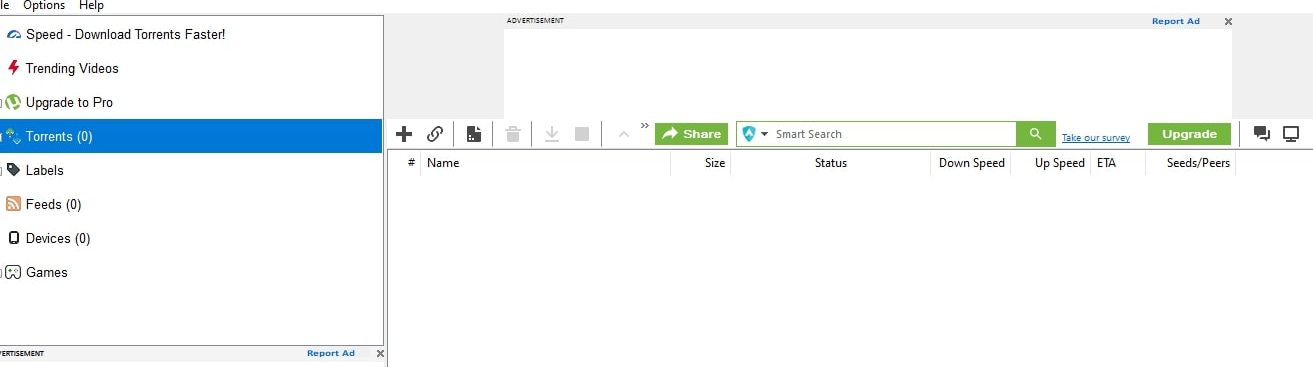 le Options Help
ADVERTISEMENT Report Ad
Speed - Download Torrents Faster!
Trending Videos
Upgrade to Pro
Torrents (0)
Labels
Feeds (0)
Devices (0)
Games
VERTISEMENT Report Ad
Share Smart Search Take our survey Upgrade
# Name Size Status Down Speed Up Speed ETA Seeds/Peers